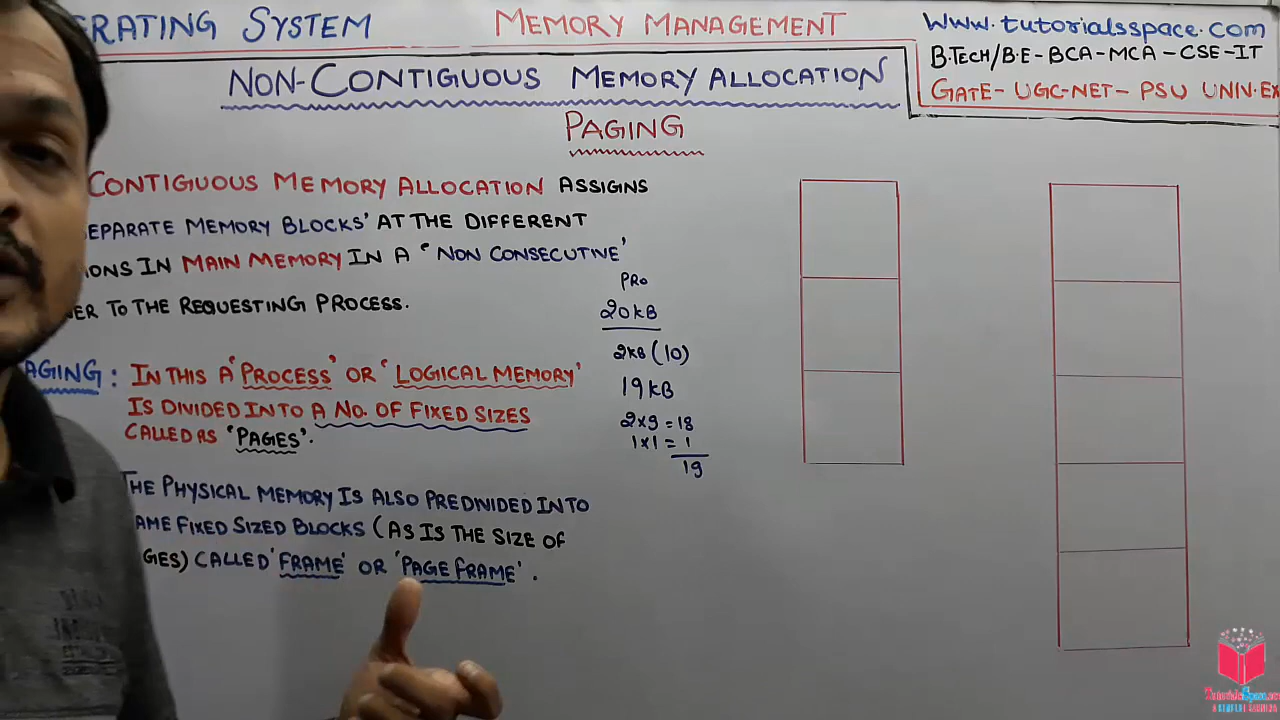 ERATING SYSTEM
MEMORY MANAGEMENT
WWW.tutorialsspace.com
B.TECH/B.E-BCA-MCA-CSE-IT
GATE-UGC-NET-PSU UNIV.EX
NON-CONTIGUOUS MEMORY ALLOCATION
PAGING
CONTIGUOUS MEMORY ALLOCATION ASSIGNS
EPARATE MEMORY BLOCKS' AT THE DIFFERENT
IONS IN MAIN MEMORY IN A 'NON CONSECUTIVE'
ER TO THE REQUESTING PROCESS.
PRO
20KB
2KB (10)
19KB
2x9=18
1x1=1
19
AGING: IN THIS A 'PROCESS' OR 'LOGICAL MEMORY'
IS DIVIDED INTO A NO. OF FIXED SIZES
CALLED AS 'PAGES'.
THE PHYSICAL MEMORY IS ALSO PREDIVIDED INTO
AME FIXED SIZED BLOCKS (AS IS THE SIZE OF
GES) CALLED 'FRAME' OR 'PAGE FRAME'.